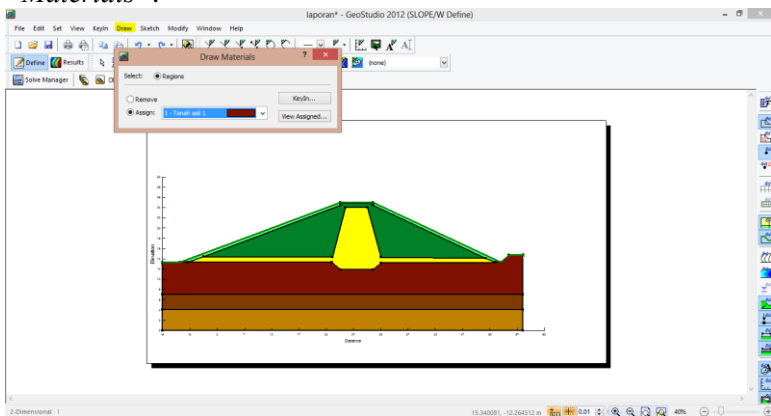 Materials".
laporan* - GeoStudio 2012 (SLOPE/W Define)
File Edit Set View KeyIn Draw Sketch Modify Window Help
Define Results
Draw Materials ?
(none)
Solve Manager
Select: Regions
Remove KeyIn...
Assign: 1 - Tanah asli 1 View Assigned...
Elevation
Distance
2-Dimensional
15.340081, -12.264512 m 0.01 40%